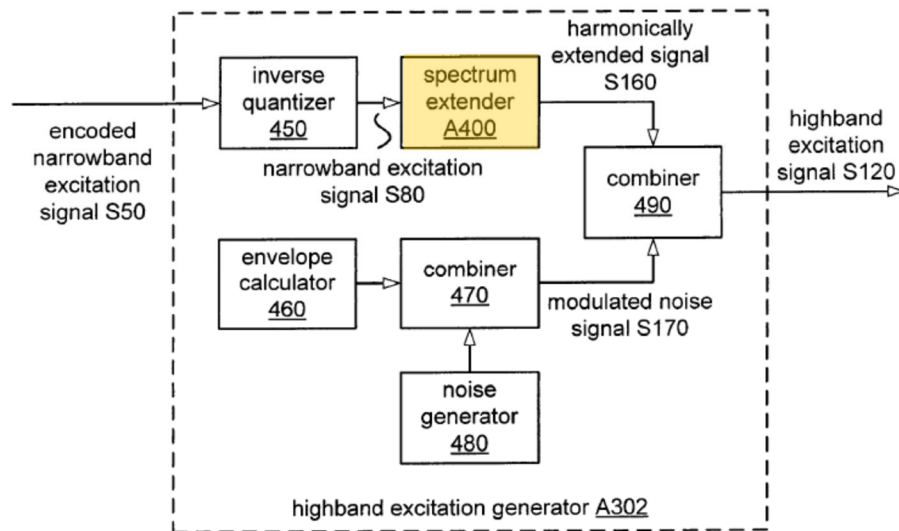 harmonically
extended signal
S160
inverse
quantizer
450
spectrum
extender
A400
encoded
narrowband
excitation
signal S50
narrowband excitation
signal S80
highband
excitation
signal S120
combiner
490
envelope
calculator
460
combiner
470
modulated noise
signal S170
noise
generator
480
highband excitation generator A302